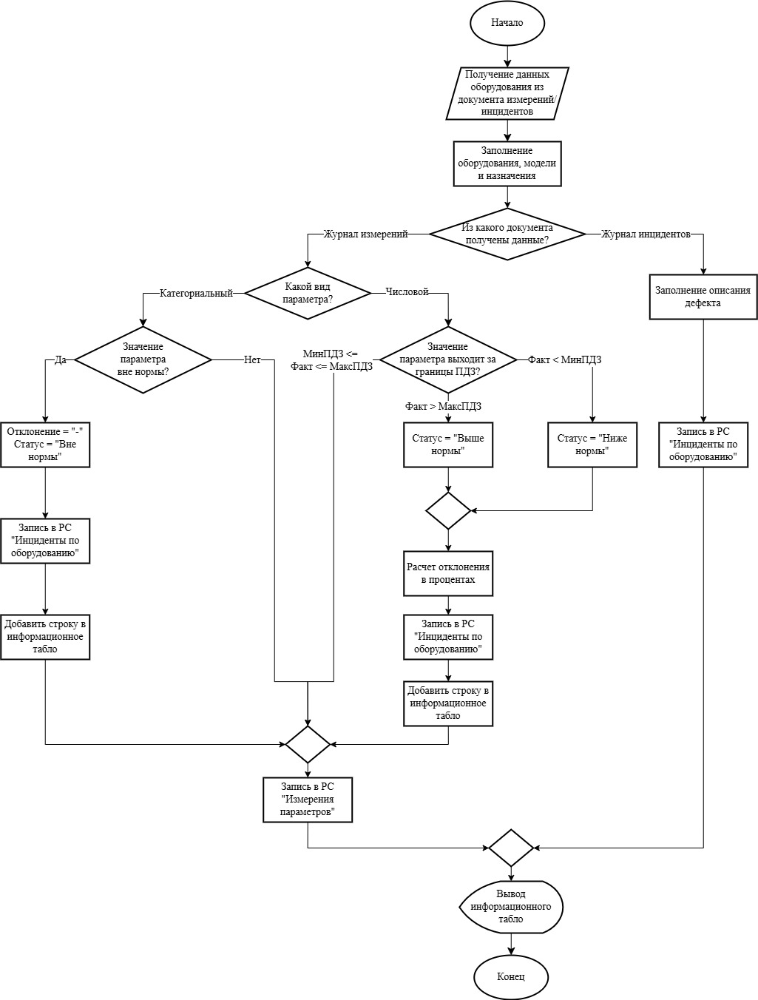 Начало
Получение данных
оборудования из
документа измерений/
инцидентов
Заполнение
оборудования, модели
и назначения
Из какого документа
получены данные?
Журнал измерений
Журнал инцидентов
Какой вид
параметра?
Заполнение описания
дефекта
Категориальный
Числовой
Значение
параметра
вне нормы?
Да
Нет
МинПДЗ <=
Факт <= МаксПДЗ
Значение
параметра выходит за
границы ПДЗ?
Факт < МинПДЗ
Факт > МаксПДЗ
Отклонение = "-"
Статус = "Вне
нормы"
Статус = "Выше
нормы"
Статус = "Ниже
нормы"
Запись в РС
"Инциденты по
оборудованию"
Запись в РС
"Инциденты по
оборудованию"
Расчет отклонения
в процентах
Добавить строку в
информационное
табло
Запись в РС
"Инциденты по
оборудованию"
Добавить строку в
информационное
табло
Запись в РС
"Измерения
параметров"
Вывод
информационного
табло
Конец